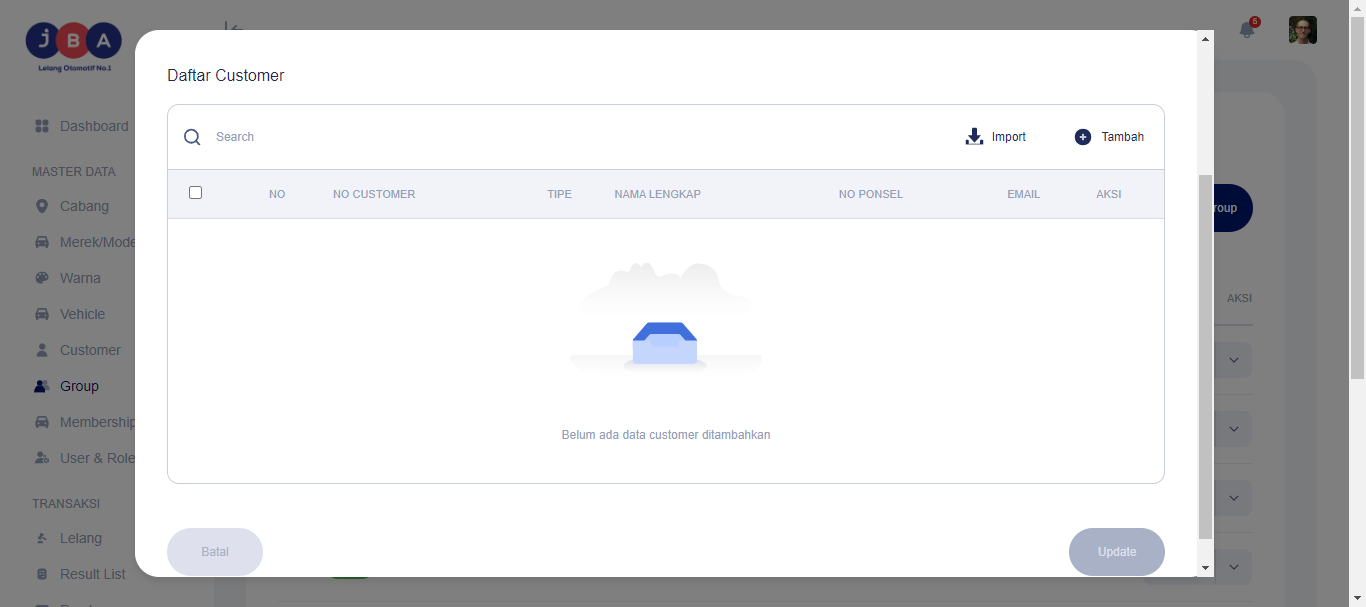 JBA
Lelang Otomotif No.1
5
Dashboard
MASTER DATA
Cabang
Merek/Mode
Warna
Vehicle
Customer
Group
Membership
User & Role
TRANSAKSI
Lelang
Result List
Daftar Customer
Search
Import
Tambah
NO
NO CUSTOMER
TIPE
NAMA LENGKAP
NO PONSEL
EMAIL
AKSI
Belum ada data customer ditambahkan
Batal
Update
roup
AKSI